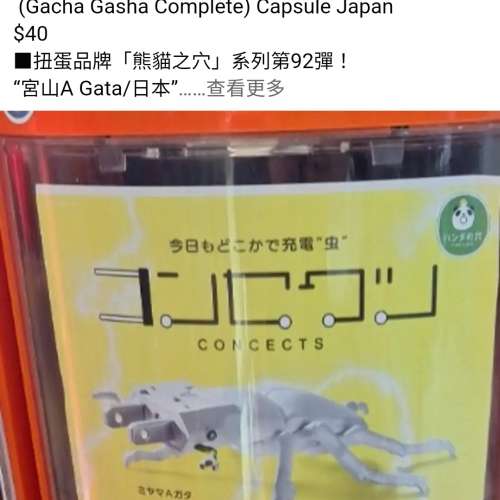 (Gacha Gasha Complete) Capsule Japan
$40
■扭蛋品牌「熊貓之穴」系列第92彈！
“宮山A Gata/日本”……查看更多
パンダの穴
今日もどこかで充電“虫”
コンセクツ
CONCECTS
ミヤマAガタ